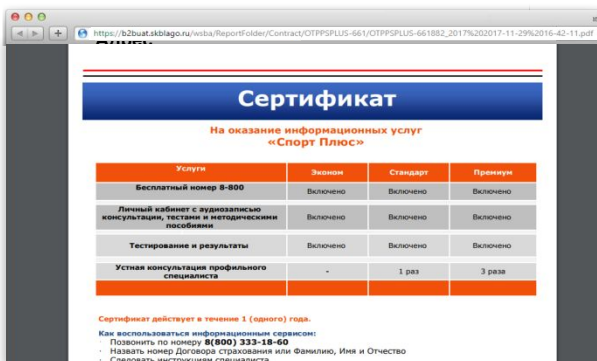 https://b2buat.skblago.ru/wsba/ReportFolder/Contract/OTPPSPLUS-661/OTPPSPLUS-661882_2017%202017-11-29%2016-42-11.pdf
Сертификат
На оказание информационных услуг
«Спорт Плюс»
Услуги Эконом Стандарт Премиум
Бесплатный номер 8-800 Включено Включено Включено
Личный кабинет с аудиозаписью
консультации, тестами и методическими
пособиями
Включено Включено Включено
Тестирование и результаты Включено Включено Включено
Устная консультация профильного
специалиста
- 1 раз 3 раза
Сертификат действует в течение 1 (одного) года.
Как воспользоваться информационным сервисом:
Позвонить по номеру 8(800) 333-18-60
Назвать номер Договора страхования или Фамилию, Имя и Отчество
Следовать инструкциям специалиста